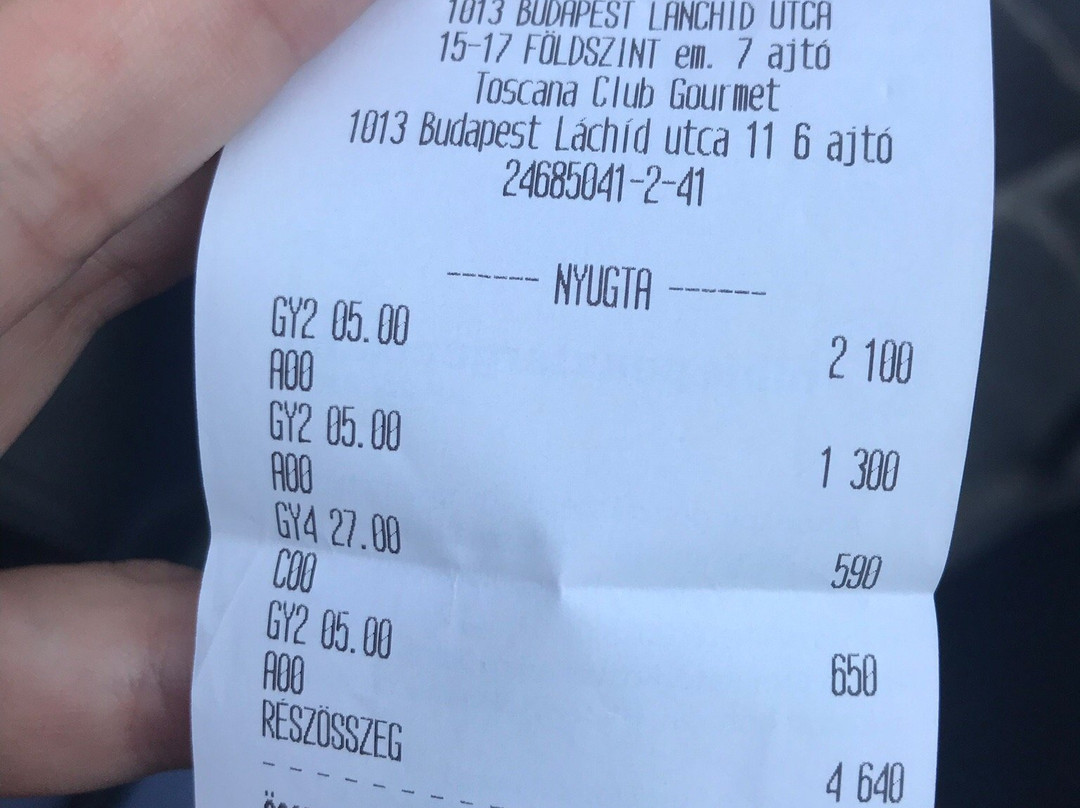 1013 BUDAPEST LÁNCHÍD UTCA
15-17 FÖLDSZINT em. 7 ajtó
Toscana Club Gourmet
1013 Budapest Láchíd utca 11 6 ajtó
24685041-2-41
------ NYUGTA ------
GY2 05.00
A00 2 100
GY2 05.00
A00 1 300
GY4 27.00
C00 590
GY2 05.00
A00 650
RÉSZÖSSZEG 4 640